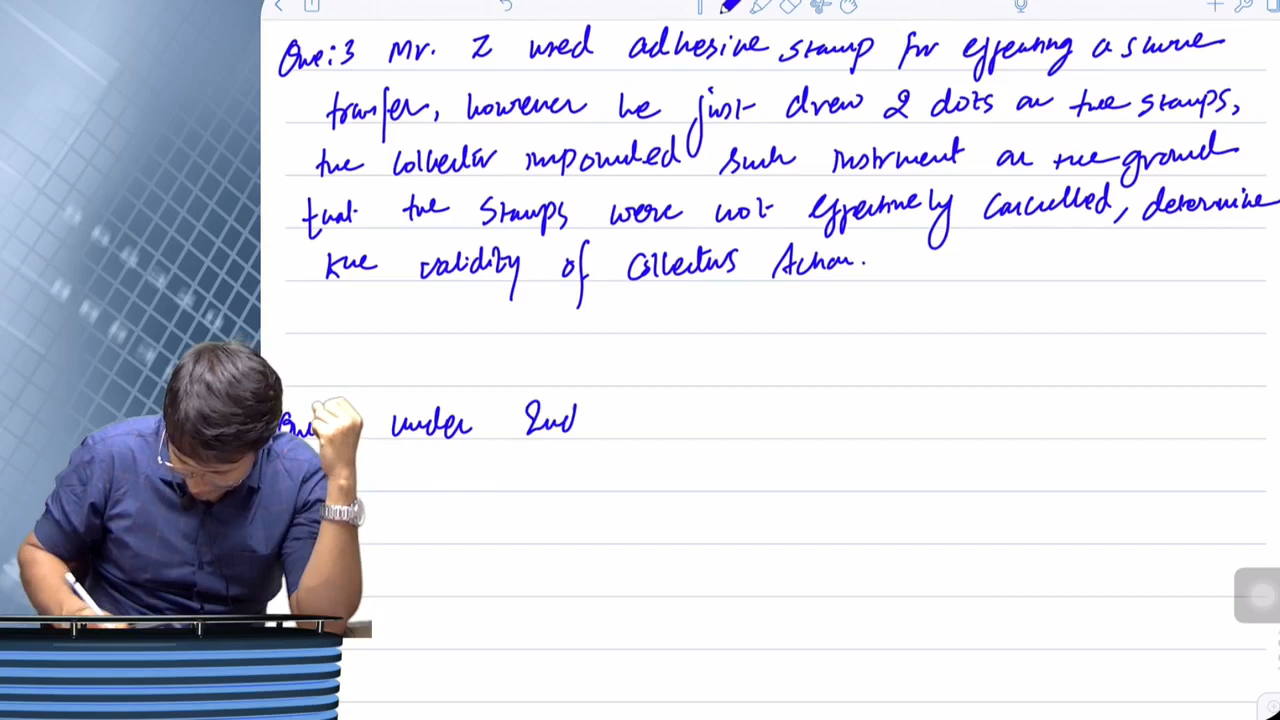 Que:3 Mr. Z used adhesive stamp for effecting a share
transfer, however he just drew 2 dots on the stamps,
the collector impounded such instrment on the ground
that the stamps were not effectively cancelled, determine
the validity of Collectors Action.
under 2nd